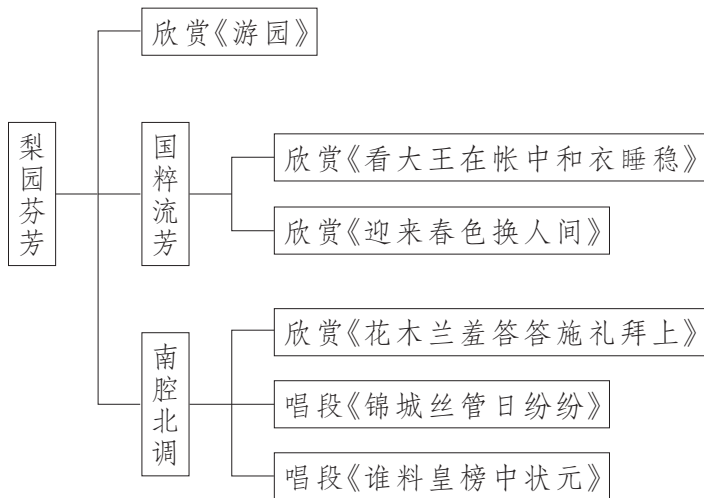 梨园芬芳
欣赏《游园》
国粹流芳
欣赏《看大王在帐中和衣睡稳》
欣赏《迎来春色换人间》
南腔北调
欣赏《花木兰羞答答施礼拜上》
唱段《锦城丝管日纷纷》
唱段《谁料皇榜中状元》